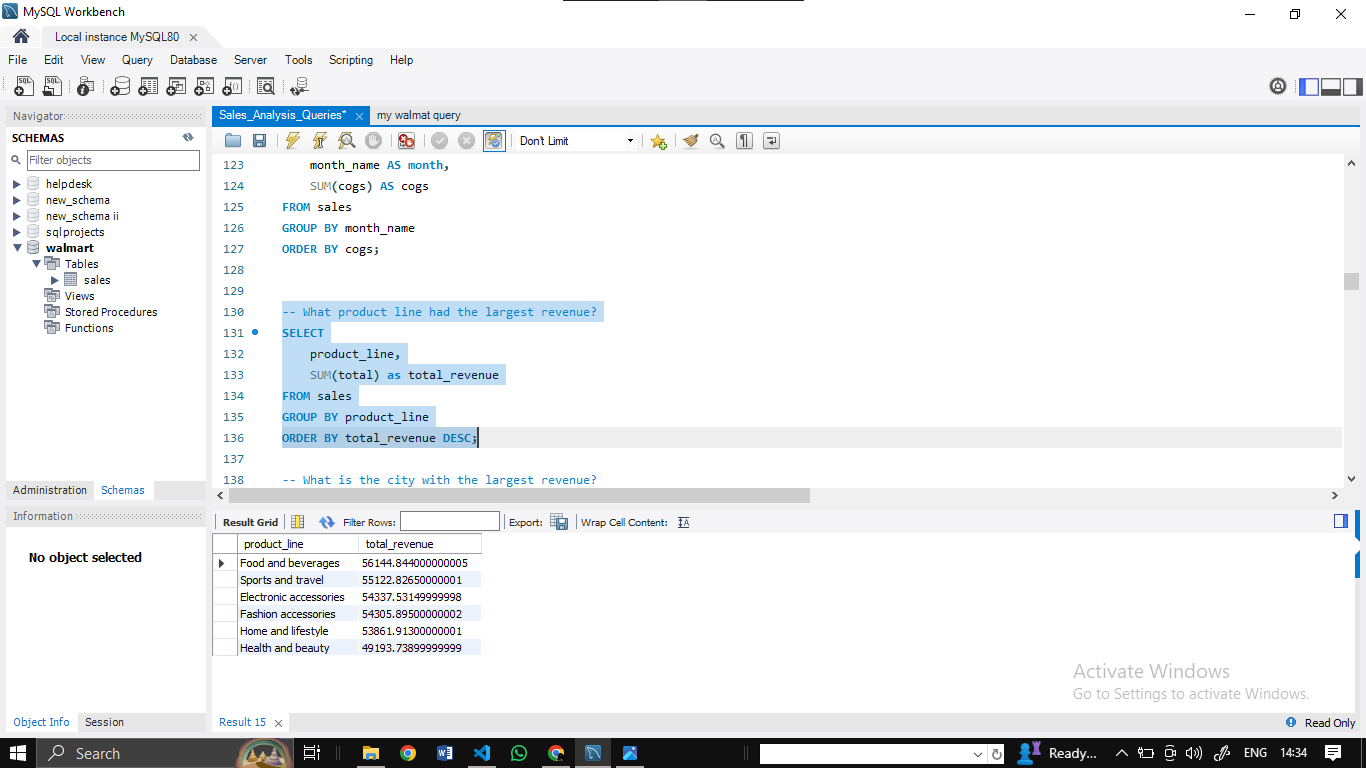 MySQL Workbench
Local instance MySQL80
File Edit View Query Database Server Tools Scripting Help
Navigator
SCHEMAS
Filter objects
helpdesk
new_schema
new_schema ii
sql projects
walmart
Tables
sales
Views
Stored Procedures
Functions
Administration Schemas
Information
No object selected
Object Info Session
Sales_Analysis_Queries* my walmat query
Don't Limit
123 month_name AS month,
124 SUM(cogs) AS cogs
125 FROM sales
126 GROUP BY month_name
127 ORDER BY cogs;
128
129
130 -- What product line had the largest revenue?
131 SELECT
132 product_line,
133 SUM(total) as total_revenue
134 FROM sales
135 GROUP BY product_line
136 ORDER BY total_revenue DESC;
137
138 -- What is the city with the largest revenue?
Result Grid Filter Rows: Export: Wrap Cell Content:
product_line total_revenue
Food and beverages 56144.844000000005
Sports and travel 55122.82650000001
Electronic accessories 54337.53149999998
Fashion accessories 54305.89500000002
Home and lifestyle 53861.91300000001
Health and beauty 49193.73899999999
Activate Windows
Go to Settings to activate Windows.
Result 15 Read Only
Search Ready... ENG 14:34